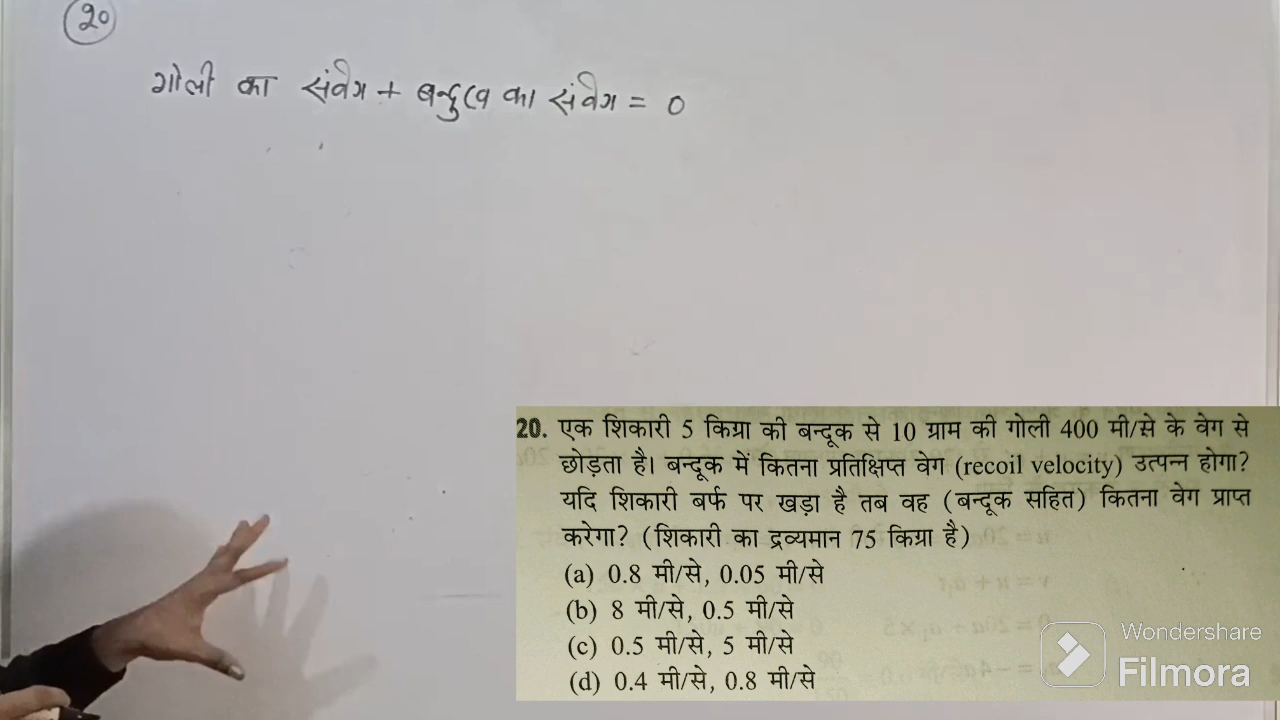 20
गोली का संवेग + बन्दुक का संवेग = 0
20. एक शिकारी 5 किग्रा की बन्दूक से 10 ग्राम की गोली 400 मी/से के वेग से
छोड़ता है। बन्दूक में कितना प्रतिक्षिप्त वेग (recoil velocity) उत्पन्न होगा?
यदि शिकारी बर्फ पर खड़ा है तब वह (बन्दूक सहित) कितना वेग प्राप्त
करेगा? (शिकारी का द्रव्यमान 75 किग्रा है)
(a) 0.8 मी/से, 0.05 मी/से
(b) 8 मी/से, 0.5 मी/से
(c) 0.5 मी/से, 5 मी/से
(d) 0.4 मी/से, 0.8 मी/से
Wondershare
Filmora